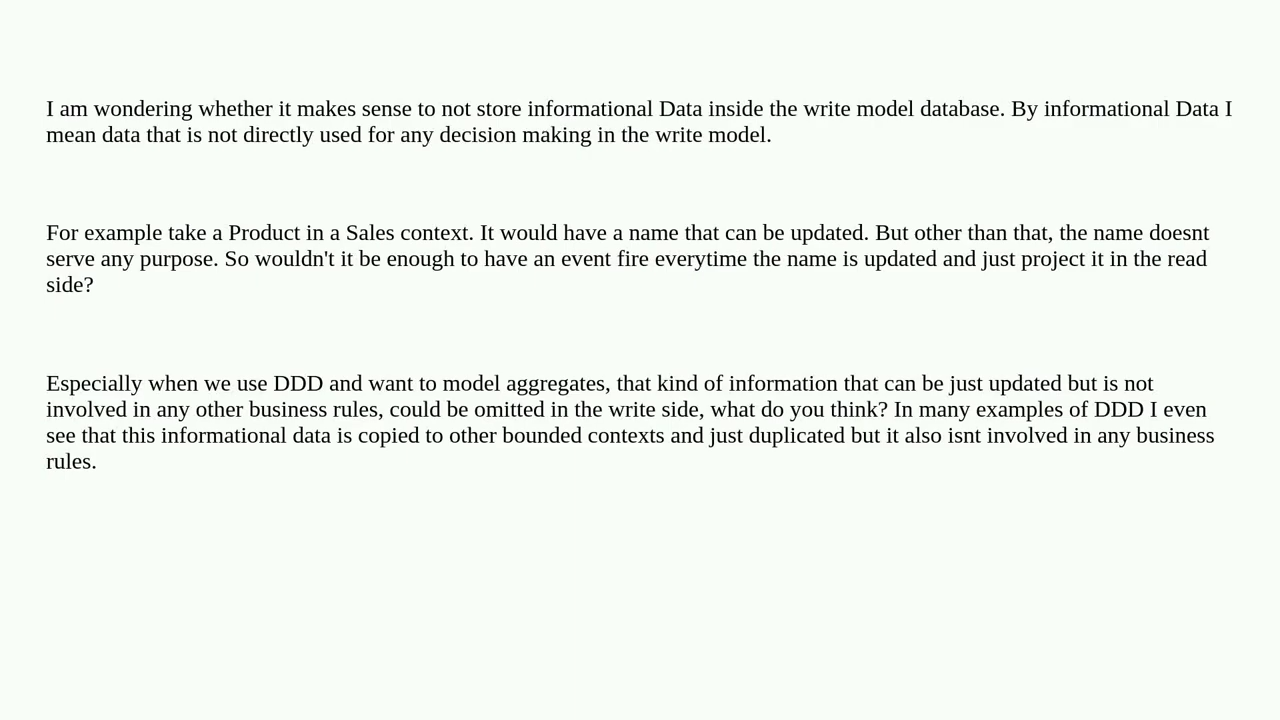 I am wondering whether it makes sense to not store informational Data inside the write model database. By informational Data I
mean data that is not directly used for any decision making in the write model.
For example take a Product in a Sales context. It would have a name that can be updated. But other than that, the name doesnt
serve any purpose. So wouldn't it be enough to have an event fire everytime the name is updated and just project it in the read
side?
Especially when we use DDD and want to model aggregates, that kind of information that can be just updated but is not
involved in any other business rules, could be omitted in the write side, what do you think? In many examples of DDD I even
see that this informational data is copied to other bounded contexts and just duplicated but it also isnt involved in any business
rules.